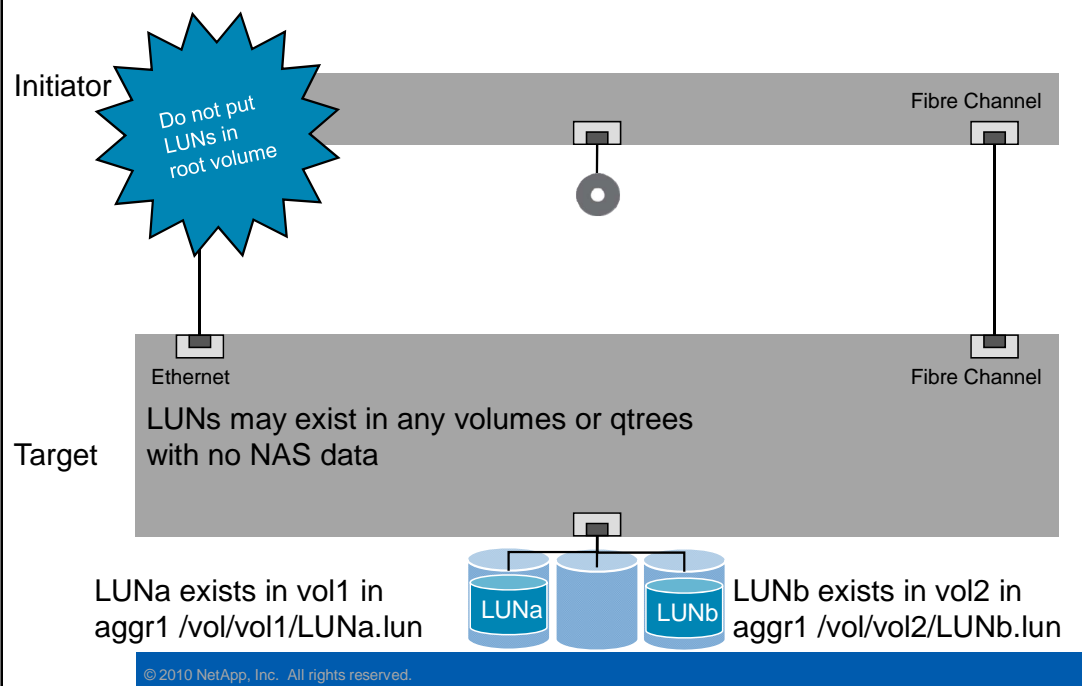 Initiator
Do not put
LUNs in
root volume
Fibre Channel
Ethernet
Fibre Channel
LUNs may exist in any volumes or qtrees
with no NAS data
Target
LUNa exists in vol1 in
aggr1 /vol/vol1/LUNa.lun
LUNa
LUNb
LUNb exists in vol2 in
aggr1 /vol/vol2/LUNb.lun
© 2010 NetApp, Inc. All rights reserved.